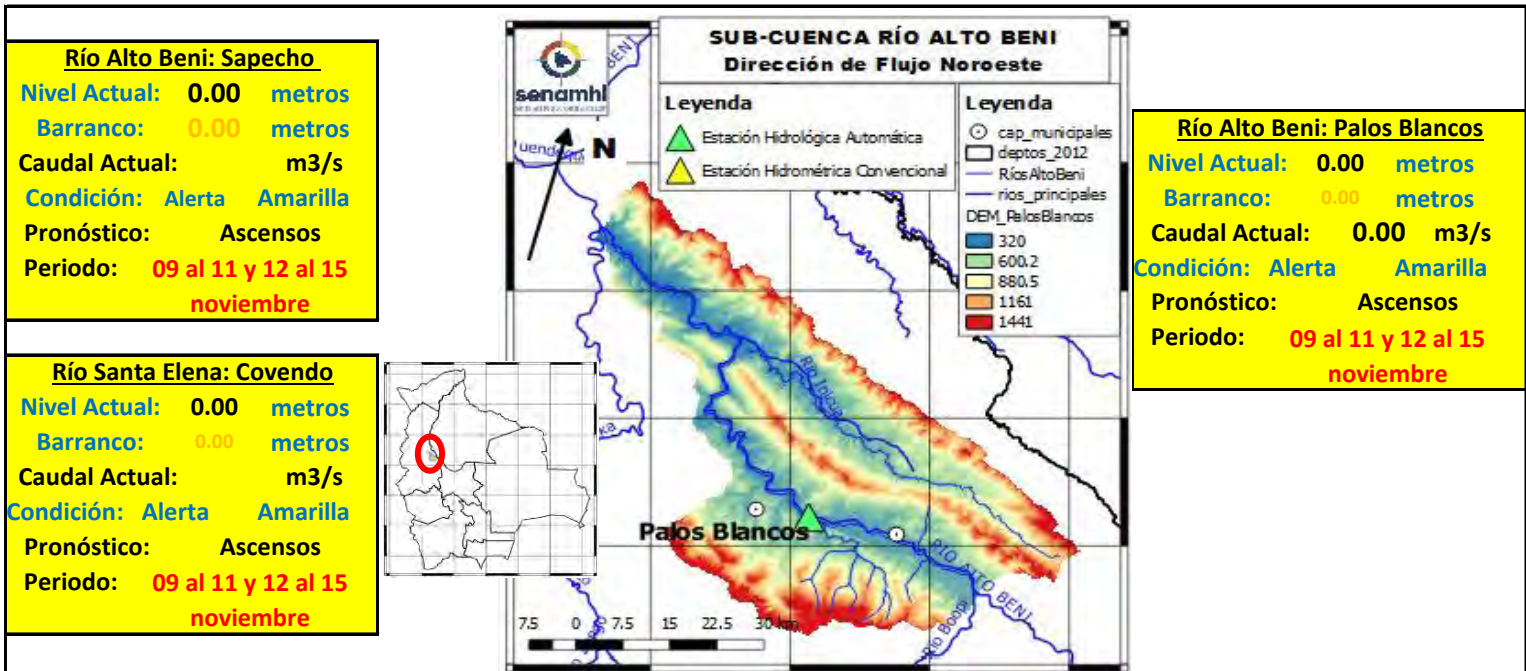 Río Alto Beni: Sapecho
Nivel Actual: 0.00 metros
Barranco: 0.00 metros
Caudal Actual: m3/s
Condición: Alerta Amarilla
Pronóstico: Ascensos
Periodo: 09 al 11 y 12 al 15
noviembre
Río Santa Elena: Covendo
Nivel Actual: 0.00 metros
Barranco: 0.00 metros
Caudal Actual: m3/s
Condición: Alerta Amarilla
Pronóstico: Ascensos
Periodo: 09 al 11 y 12 al 15
noviembre
senamhi
SUB-CUENCA RÍO ALTO BENI
Dirección de Flujo Noroeste
Leyenda
Estación Hidrológica Automática
Estación Hidrométrica Convencional
Leyenda
cap_municipales
deptos_2012
RíosAltoBeni
rios_principales
DEM_PalosBlancos
320
600.2
880.5
1161
1441
N
BENI
Río Inicua
Palos Blancos
RÍO ALTO BENI
Río Boopi
7.5 0 7.5 15 22.5 30 km
Río Alto Beni: Palos Blancos
Nivel Actual: 0.00 metros
Barranco: 0.00 metros
Caudal Actual: 0.00 m3/s
Condición: Alerta Amarilla
Pronóstico: Ascensos
Periodo: 09 al 11 y 12 al 15
noviembre